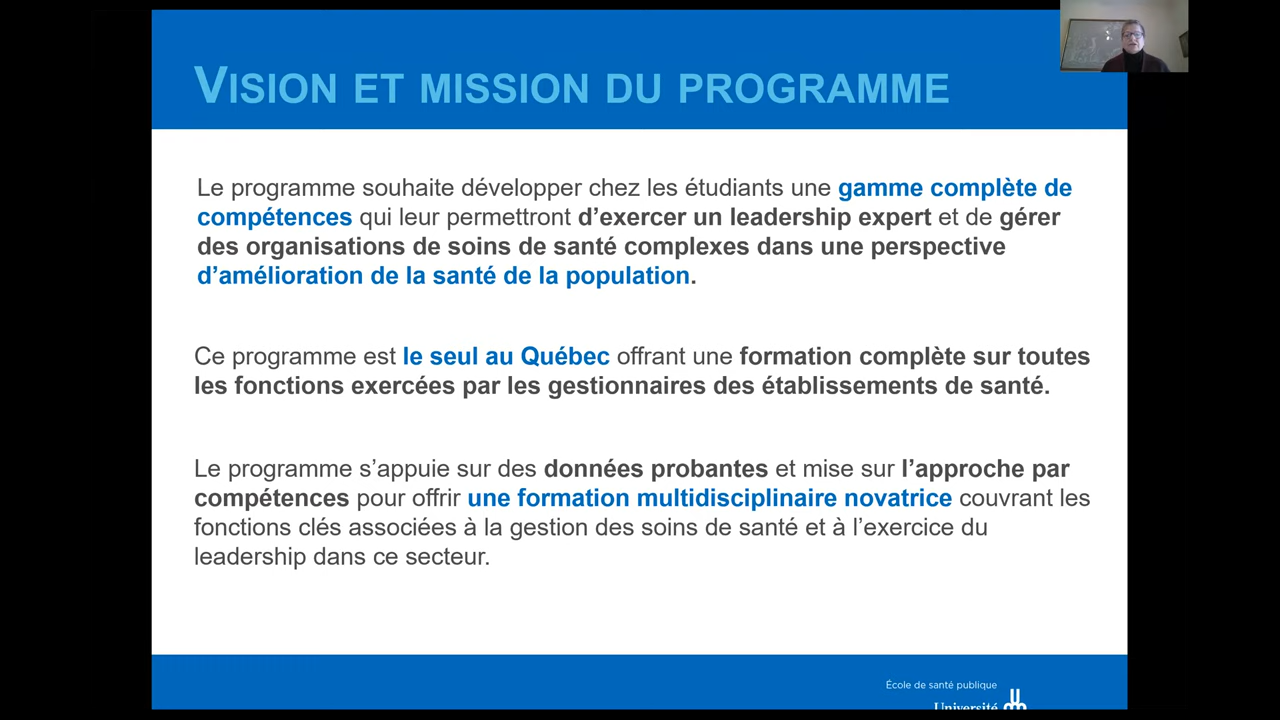 VISION ET MISSION DU PROGRAMME
Le programme souhaite développer chez les étudiants une gamme complète de
compétences qui leur permettront d’exercer un leadership expert et de gérer
des organisations de soins de santé complexes dans une perspective
d’amélioration de la santé de la population.
Ce programme est le seul au Québec offrant une formation complète sur toutes
les fonctions exercées par les gestionnaires des établissements de santé.
Le programme s’appuie sur des données probantes et mise sur l’approche par
compétences pour offrir une formation multidisciplinaire novatrice couvrant les
fonctions clés associées à la gestion des soins de santé et à l’exercice du
leadership dans ce secteur.
École de santé publique
Université